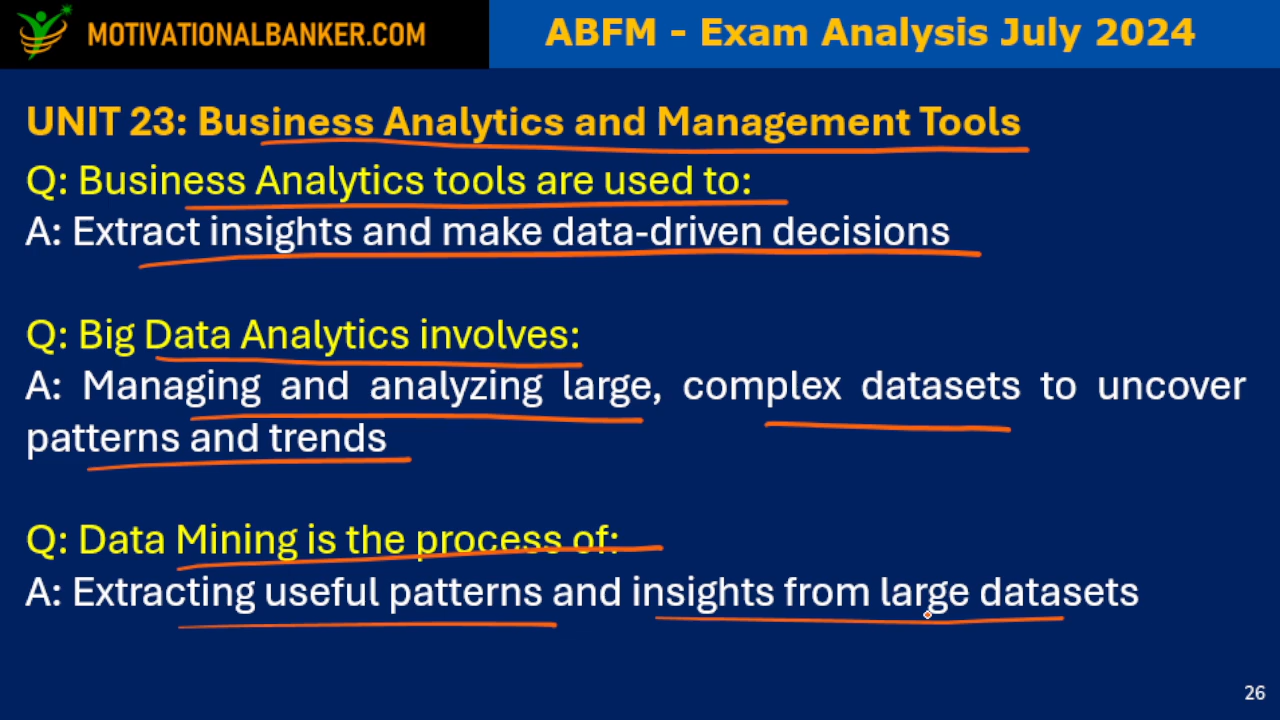 MOTIVATIONALBANKER.COM
ABFM - Exam Analysis July 2024
UNIT 23: Business Analytics and Management Tools
Q: Business Analytics tools are used to:
A: Extract insights and make data-driven decisions
Q: Big Data Analytics involves:
A: Managing and analyzing large, complex datasets to uncover
patterns and trends
Q: Data Mining is the process of:
A: Extracting useful patterns and insights from large datasets
26